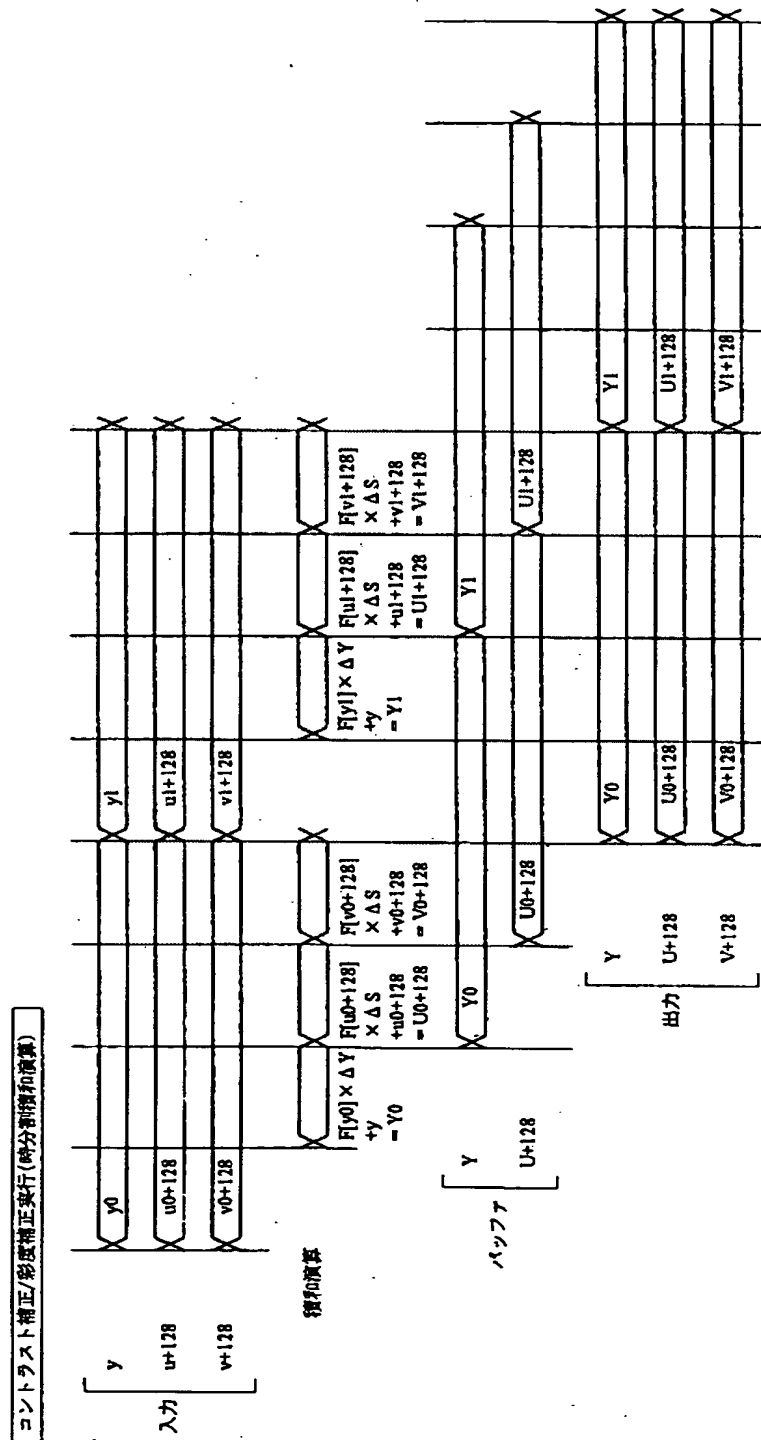 コントラスト補正/彩度補正実行(時分割積和演算)
入力
y
y0
y1
u+128
u0+128
u1+128
v+128
v0+128
v1+128
積和演算
F[y0]×ΔY
+y
=Y0
F[u0+128]
×ΔS
+u0+128
=U0+128
F[v0+128]
×ΔS
+v0+128
=V0+128
F[y1]×ΔY
+y
=Y1
F[u1+128]
×ΔS
+u1+128
=U1+128
F[v1+128]
×ΔS
+v1+128
=V1+128
バッファ
Y
Y0
Y1
U+128
U0+128
U1+128
出力
Y
Y0
Y1
U+128
U0+128
U1+128
V+128
V0+128
V1+128